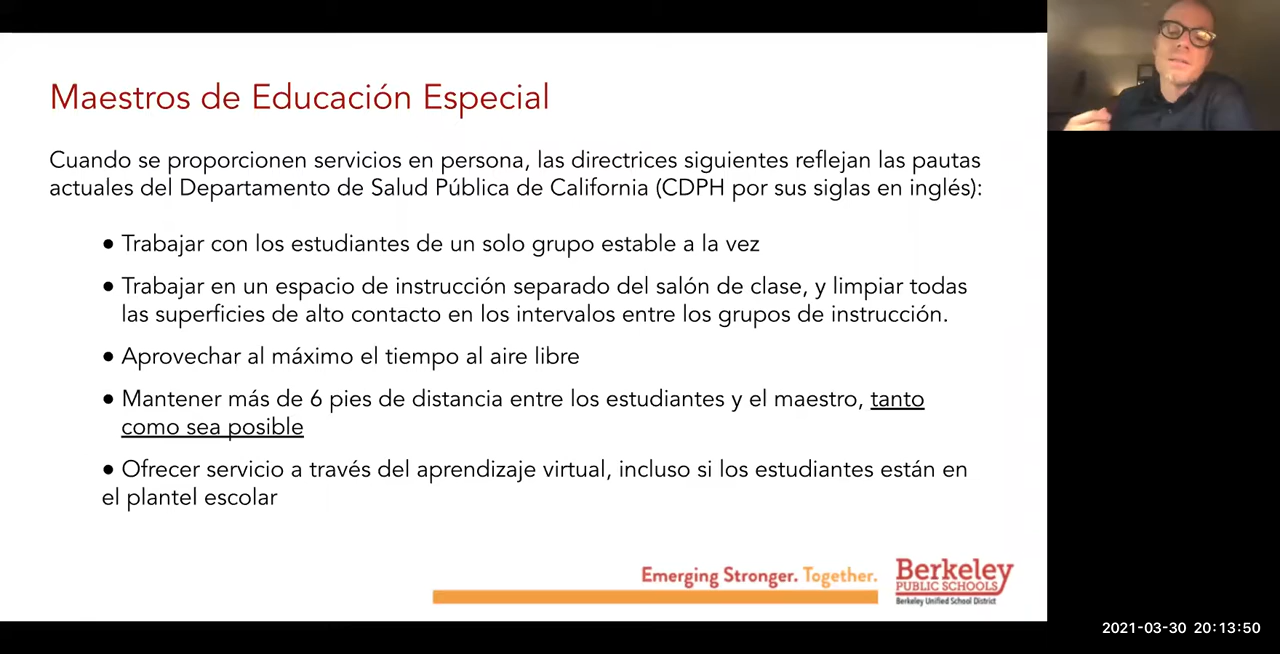 Maestros de Educación Especial
Cuando se proporcionen servicios en persona, las directrices siguientes reflejan las pautas
actuales del Departamento de Salud Pública de California (CDPH por sus siglas en inglés):
● Trabajar con los estudiantes de un solo grupo estable a la vez
● Trabajar en un espacio de instrucción separado del salón de clase, y limpiar todas
las superficies de alto contacto en los intervalos entre los grupos de instrucción.
● Aprovechar al máximo el tiempo al aire libre
● Mantener más de 6 pies de distancia entre los estudiantes y el maestro, tanto
como sea posible
● Ofrecer servicio a través del aprendizaje virtual, incluso si los estudiantes están en
el plantel escolar
Emerging Stronger. Together.
Berkeley
PUBLIC SCHOOLS
Berkeley Unified School District
2021-03-30 20:13:50